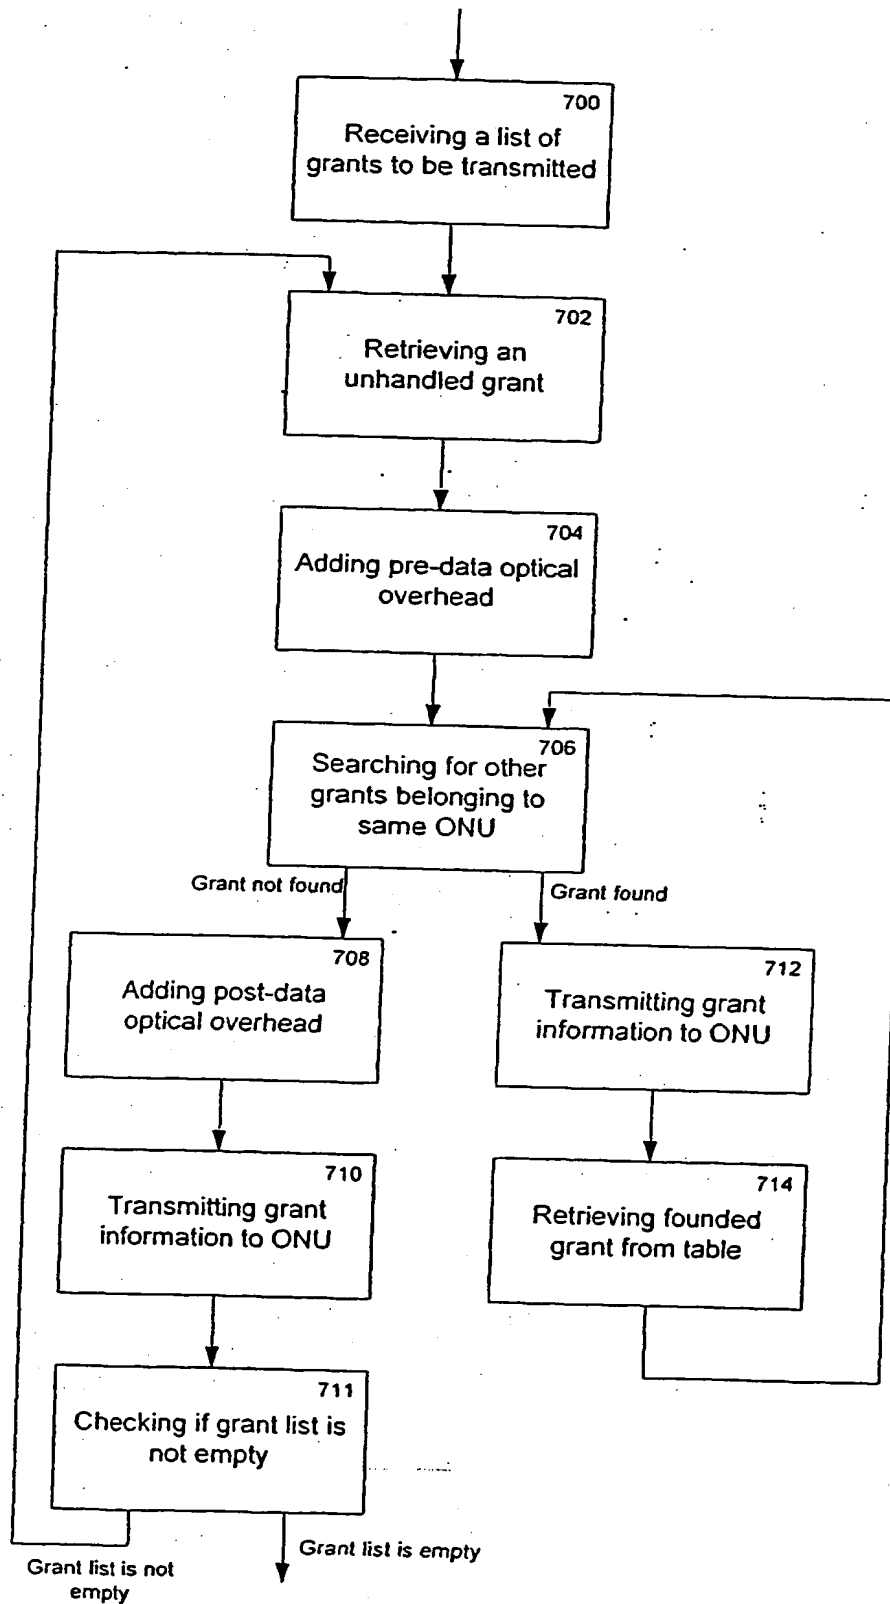 700
Receiving a list of
grants to be transmitted
702
Retrieving an
unhandled grant
704
Adding pre-data optical
overhead
706
Searching for other
grants belonging to
same ONU
Grant not found
Grant found
708
Adding post-data
optical overhead
712
Transmitting grant
information to ONU
710
Transmitting grant
information to ONU
714
Retrieving founded
grant from table
711
Checking if grant list is
not empty
Grant list is not
empty
Grant list is empty